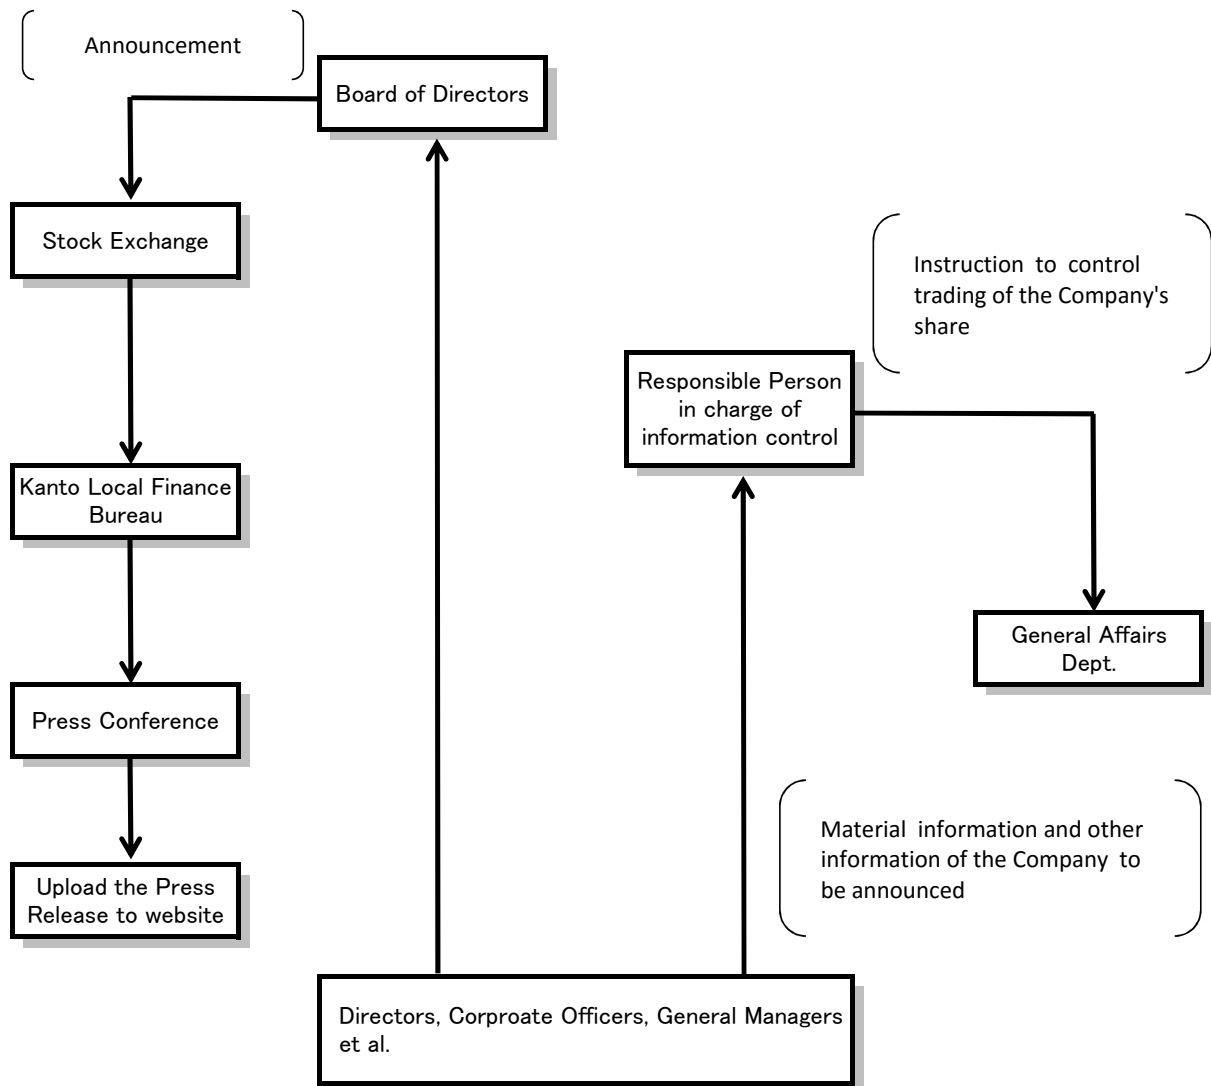 Announcement
Board of Directors
Stock Exchange
Instruction to control
trading of the Company's
share
Responsible Person
in charge of
information control
Kanto Local Finance
Bureau
General Affairs
Dept.
Press Conference
Material information and other
information of the Company to
be announced
Upload the Press
Release to website
Directors, Corproate Officers, General Managers
et al.